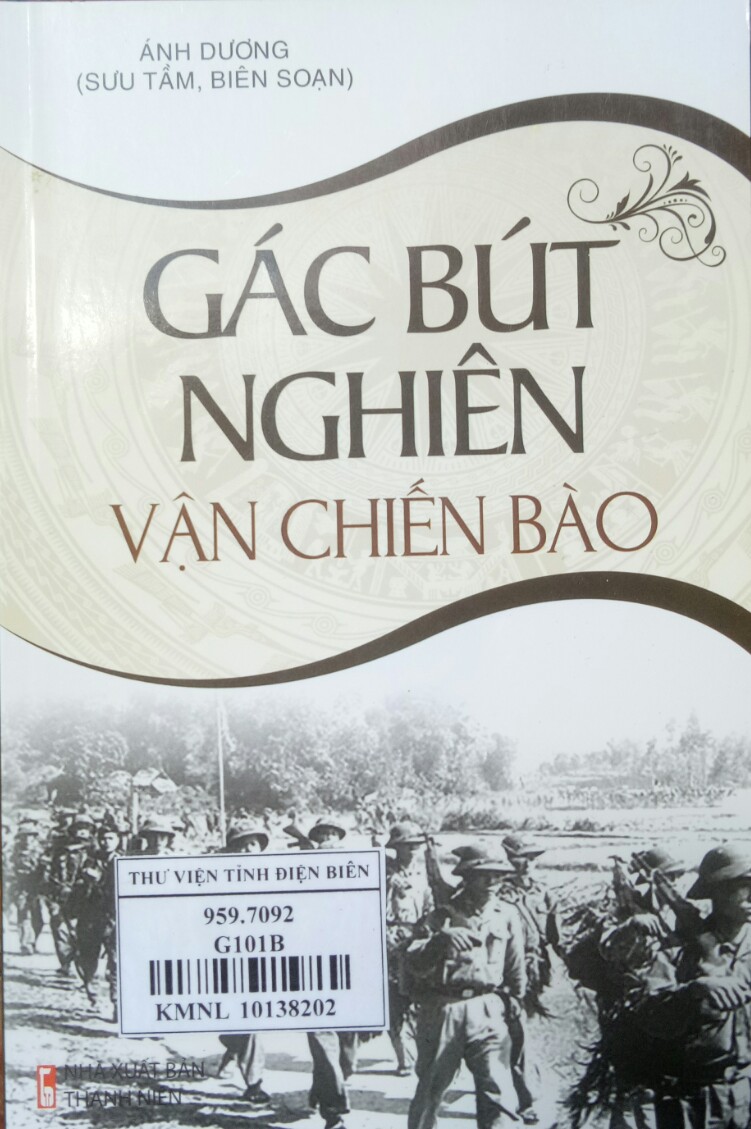 ÁNH DƯƠNG
(SƯU TẦM, BIÊN SOẠN)
GÁC BÚT
NGHIÊN
VẬN CHIẾN BÀO
THƯ VIỆN TỈNH ĐIỆN BIÊN
959.7092
G101B
KMNL 10138202
NHÀ XUẤT BẢN
THANH NIÊN